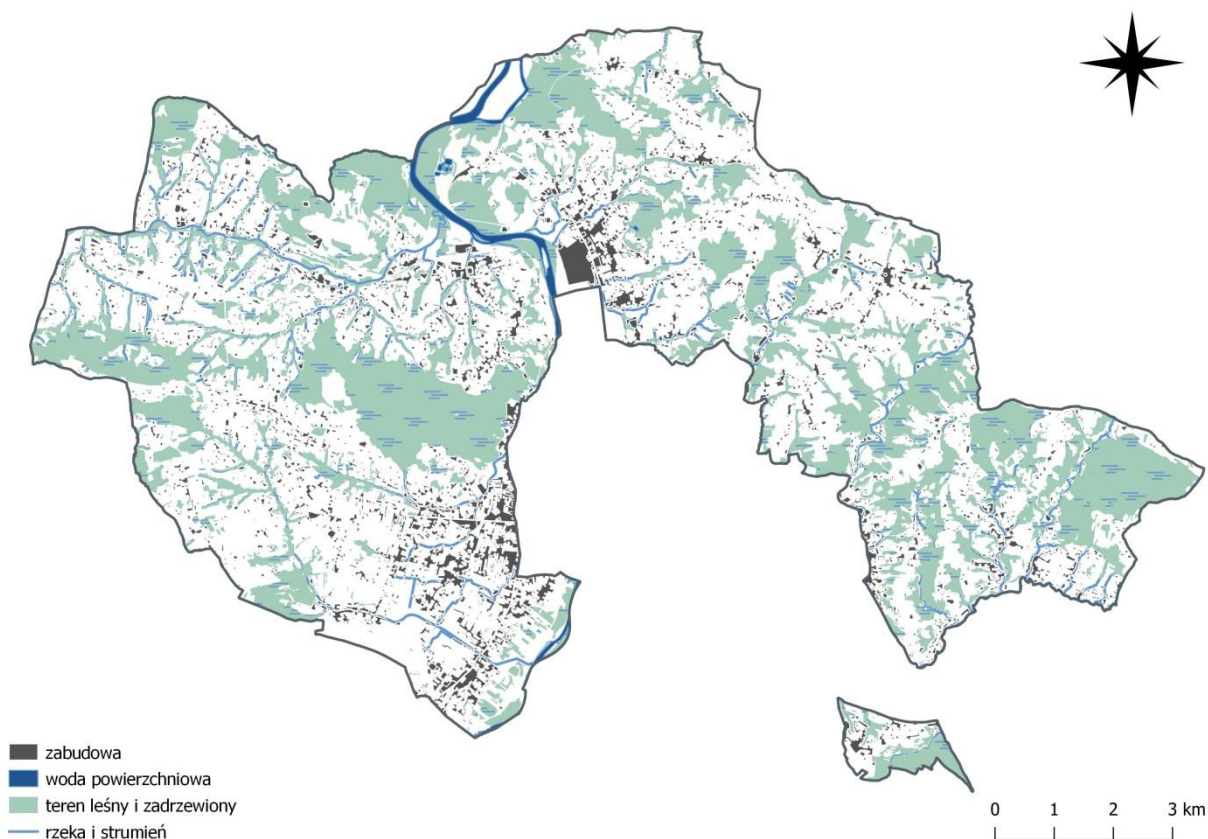 zabudowa
woda powierzchniowa
teren leśny i zadrzewiony
rzeka i strumień
0 1 2 3 km